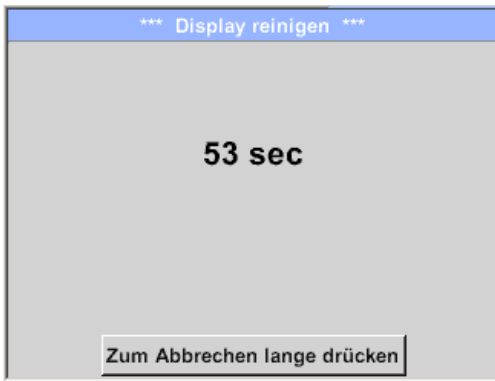 *** Display reinigen ***
53 sec
Zum Abbrechen lange drücken